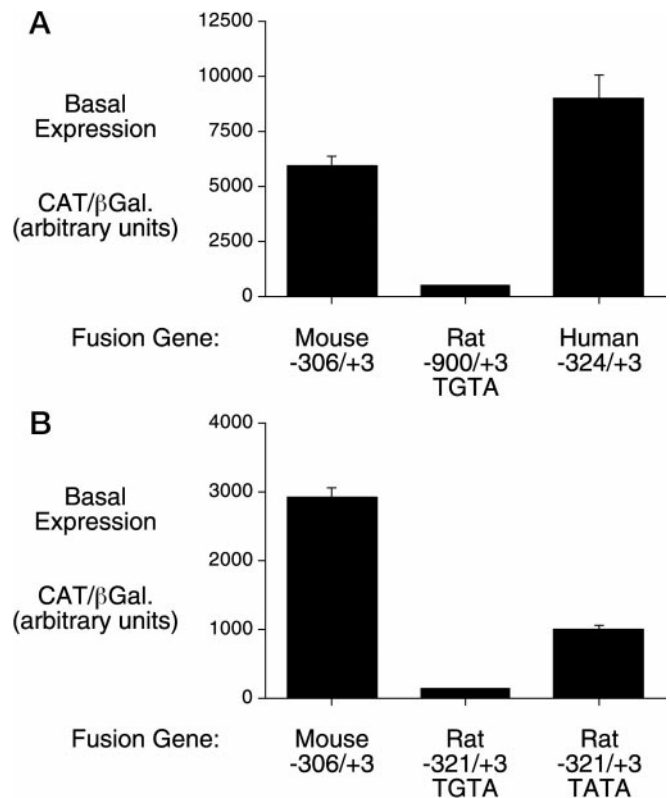 A
12500
10000
7500
5000
2500
0
Basal
Expression
CAT/βGal.
(arbitrary units)
Fusion Gene:
Mouse
-306/+3
Rat
-900/+3
TGTA
Human
-324/+3
B
4000
3000
2000
1000
0
Basal
Expression
CAT/βGal.
(arbitrary units)
Fusion Gene:
Mouse
-306/+3
Rat
-321/+3
TGTA
Rat
-321/+3
TATA